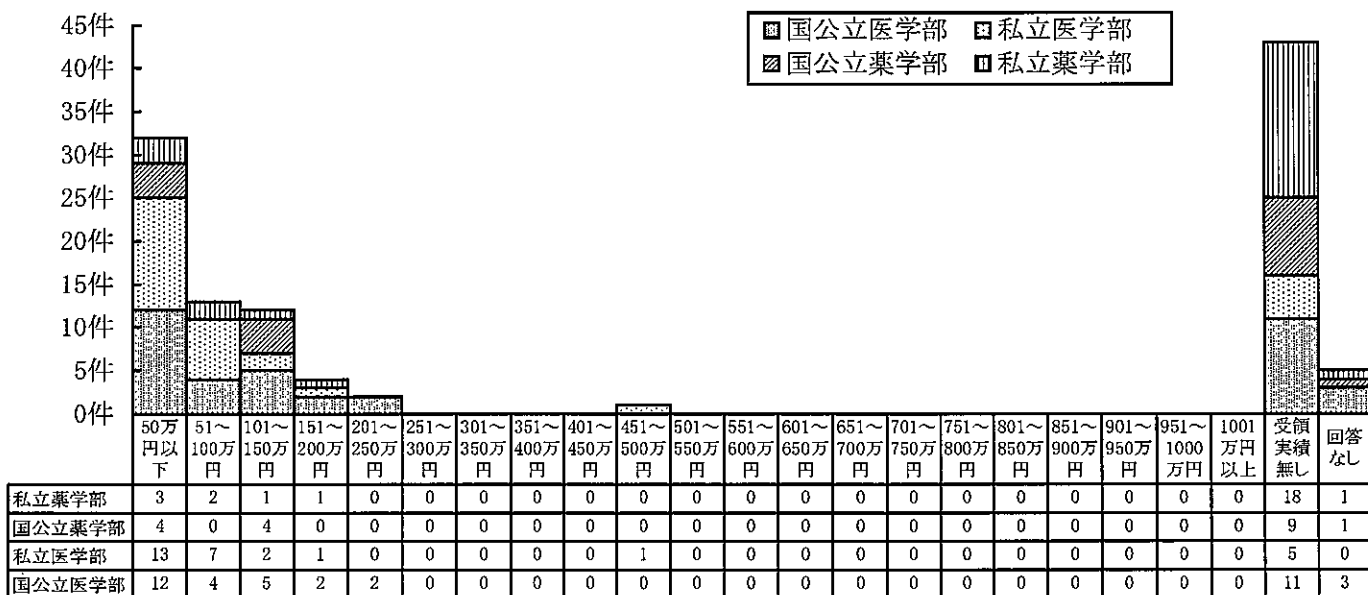 45件
40件
35件
30件
25件
20件
15件
10件
5件
0件
国公立医学部 私立医学部
国公立薬学部 私立薬学部
50万円以下 51～100万円 101～150万円 151～200万円 201～250万円 251～300万円 301～350万円 351～400万円 401～450万円 451～500万円 501～550万円 551～600万円 601～650万円 651～700万円 701～750万円 751～800万円 801～850万円 851～900万円 901～950万円 951～1000万円 1001万円以上 受領実績無し 回答なし
私立薬学部 3 2 1 1 0 0 0 0 0 0 0 0 0 0 0 0 0 0 0 0 0 18 1
国公立薬学部 4 0 4 0 0 0 0 0 0 0 0 0 0 0 0 0 0 0 0 0 0 9 1
私立医学部 13 7 2 1 0 0 0 0 0 1 0 0 0 0 0 0 0 0 0 0 0 5 0
国公立医学部 12 4 5 2 2 0 0 0 0 0 0 0 0 0 0 0 0 0 0 0 0 11 3